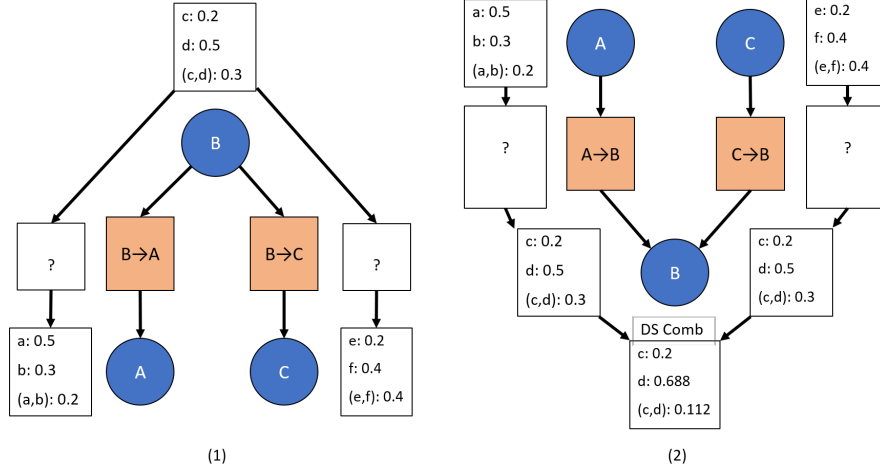 c: 0.2
d: 0.5
(c,d): 0.3
B
?
B→A
B→C
?
a: 0.5
b: 0.3
(a,b): 0.2
A
C
e: 0.2
f: 0.4
(e,f): 0.4
(1)
a: 0.5
b: 0.3
(a,b): 0.2
A
C
e: 0.2
f: 0.4
(e,f): 0.4
?
A→B
C→B
?
c: 0.2
d: 0.5
(c,d): 0.3
B
c: 0.2
d: 0.5
(c,d): 0.3
DS Comb
c: 0.2
d: 0.688
(c,d): 0.112
(2)